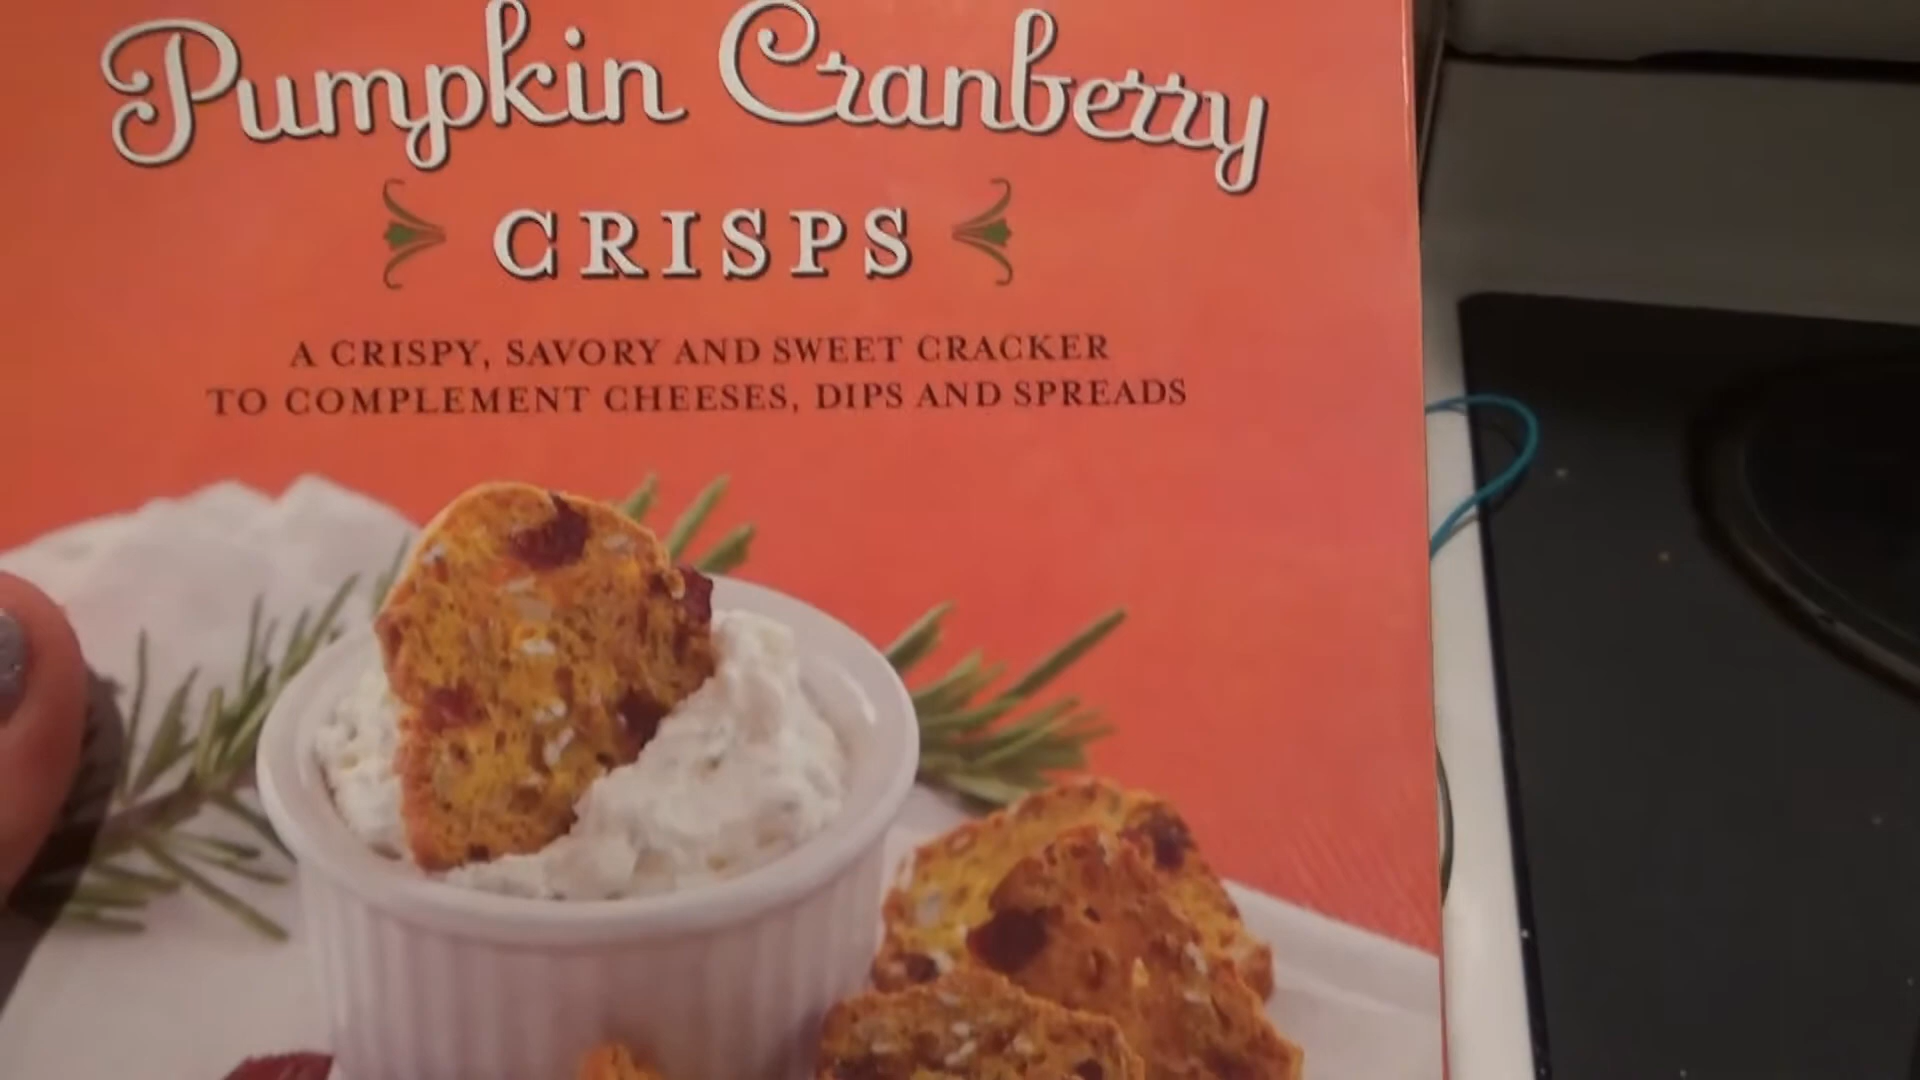 Pumpkin Cranberry
CRISPS
A CRISPY, SAVORY AND SWEET CRACKER
TO COMPLEMENT CHEESES, DIPS AND SPREADS